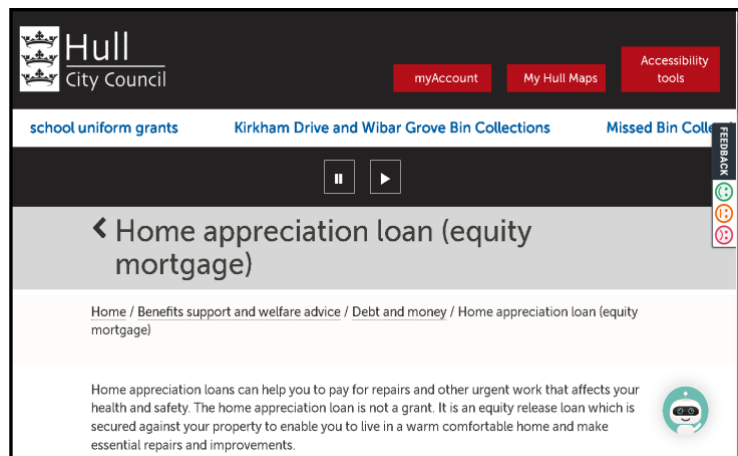 Hull
City Council
myAccount
My Hull Maps
Accessibility
tools
school uniform grants
Kirkham Drive and Wibar Grove Bin Collections
Missed Bin
FEEDBACK
Home appreciation loan (equity
mortgage)
Home / Benefits support and welfare advice / Debt and money / Home appreciation loan (equity
mortgage)
Home appreciation loans can help you to pay for repairs and other urgent work that affects your
health and safety. The home appreciation loan is not a grant. It is an equity release loan which is
secured against your property to enable you to live in a warm comfortable home and make
essential repairs and improvements.